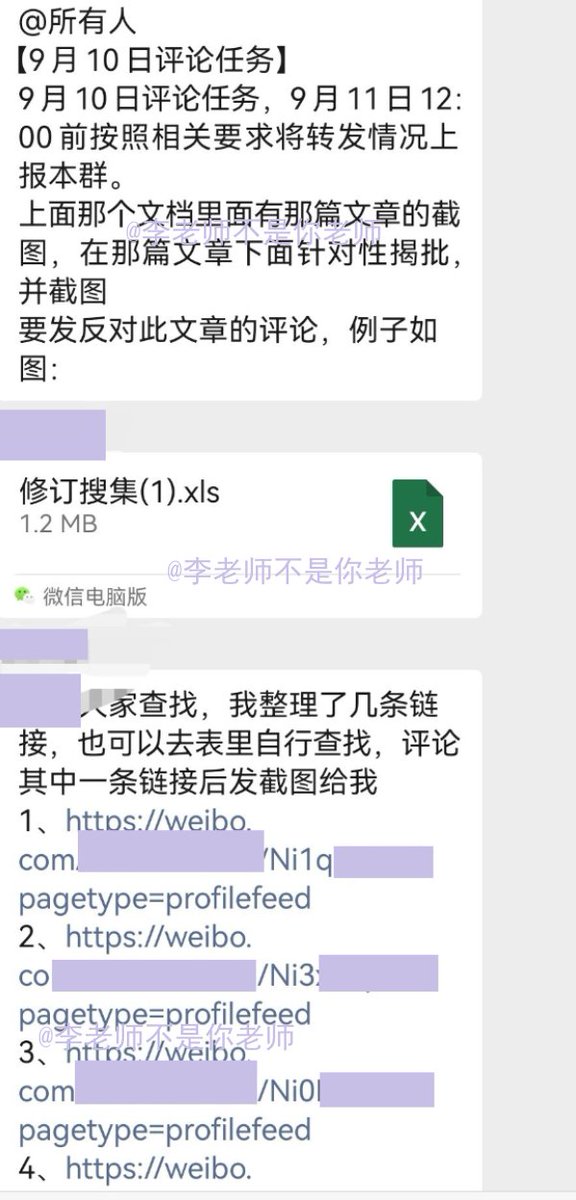 @所有人
【9月10日评论任务】
9月10日评论任务，9月11日12:
00前按照相关要求将转发情况上
报本群。
上面那个文档里面有那篇文章的截
@李老师不是你老师
图，在那篇文章下面针对性揭批，
并截图
要发反对此文章的评论，例子如
图：
修订搜集(1).xls
1.2 MB
X
@李老师不是你老师
微信电脑版
家查找，我整理了几条链
接，也可以去表里自行查找，评论
其中一条链接后发截图给我
1、https://weibo.
com/ /Ni1q
pagetype=profilefeed
2、https://weibo.
co /Ni3
pagetype=profilefeed
@李老师不是你老师
3、https://weibo.
com /Ni0
pagetype=profilefeed
4、https://weibo.